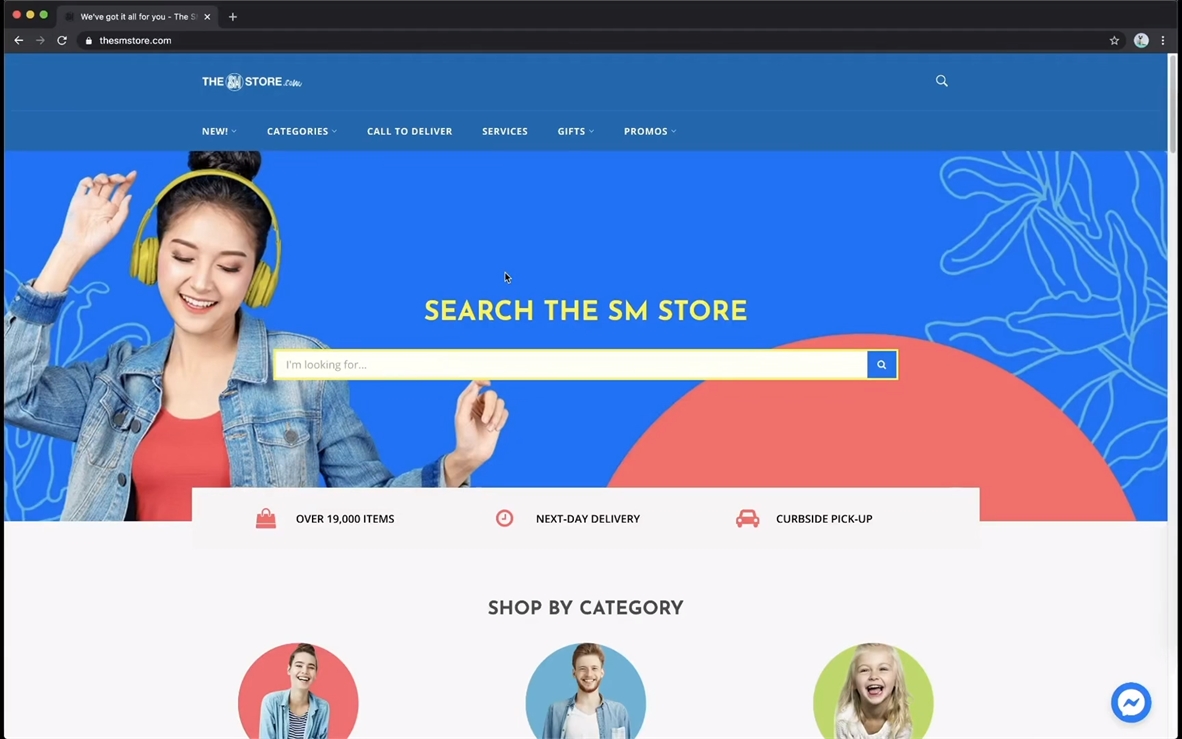 We've got it all for you - The S
thesmstore.com
THE SM STORE.com
NEW! CATEGORIES CALL TO DELIVER SERVICES GIFTS PROMOS
SEARCH THE SM STORE
I'm looking for...
OVER 19,000 ITEMS NEXT-DAY DELIVERY CURBSIDE PICK-UP
SHOP BY CATEGORY